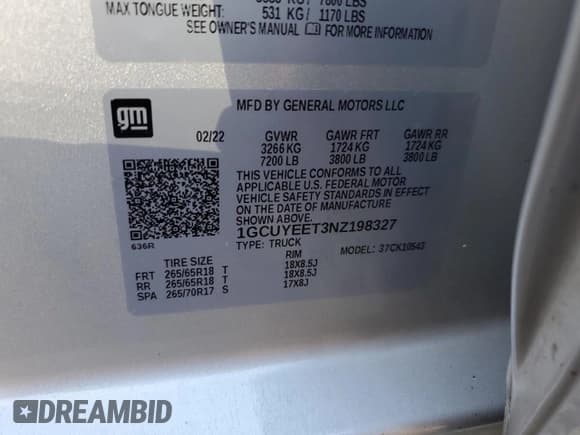 MAX TONGUE WEIGHT: 531 KG / 1170 LBS
SEE OWNER'S MANUAL FOR MORE INFORMATION
gm
MFD BY GENERAL MOTORS LLC
02/22 GVWR GAWR FRT GAWR RR
3266 KG 1724 KG 1724 KG
7200 LB 3800 LB 3800 LB
THIS VEHICLE CONFORMS TO ALL
APPLICABLE U.S. FEDERAL MOTOR
VEHICLE SAFETY STANDARDS IN EFFECT
ON THE DATE OF MANUFACTURE
SHOWN ABOVE.
1GCUYEET3NZ198327
636R
TYPE: TRUCK MODEL: 37CK10543
TIRE SIZE RIM
FRT 265/65R18 T 18X8.5J
RR 265/65R18 T 18X8.5J
SPA 265/70R17 S 17X8J
DREAMBID